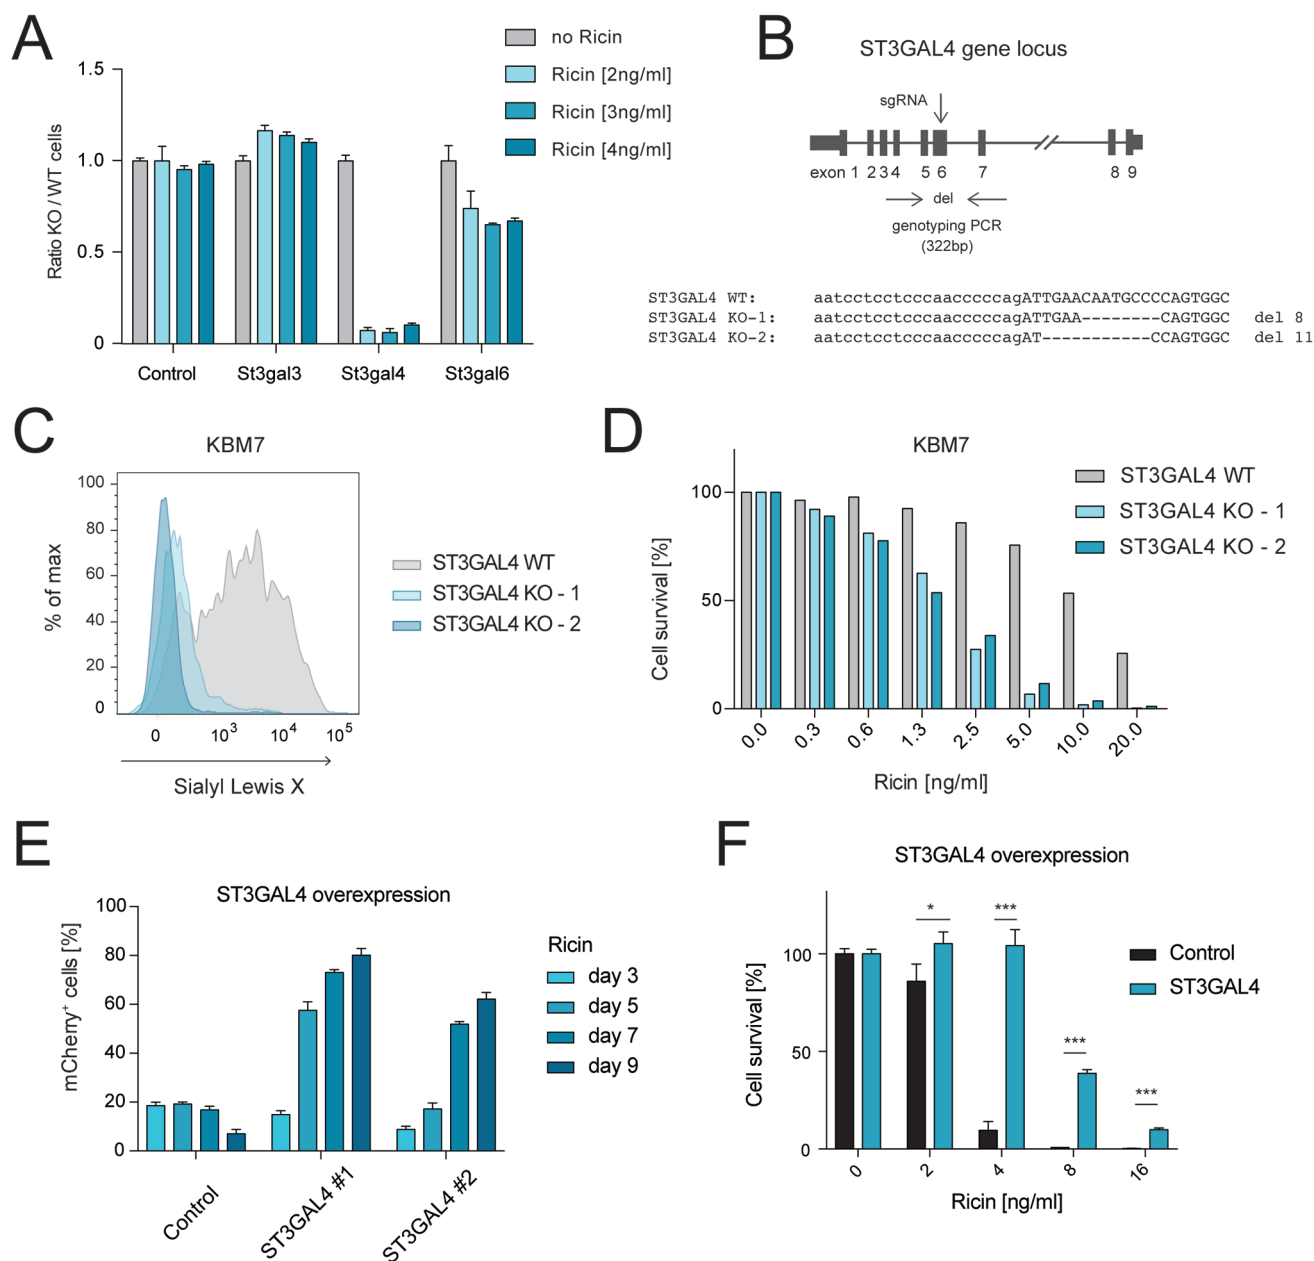 A
no Ricin
Ricin [2ng/ml]
Ricin [3ng/ml]
Ricin [4ng/ml]
Ratio KO / WT cells
1.5
1.0
0.5
0
Control St3gal3 St3gal4 St3gal6
B
ST3GAL4 gene locus
sgRNA
exon 1 2 3 4 5 6 7 8 9
del
genotyping PCR
(322bp)
ST3GAL4 WT: aatcctcctcccaacccccagATTGAACAATGCCCCAGTGGC
ST3GAL4 KO-1: aatcctcctcccaacccccagATTGAA--------CAGTGGC del 8
ST3GAL4 KO-2: aatcctcctcccaacccccagAT-----------CCAGTGGC del 11
C
KBM7
% of max
100
80
60
40
20
0
0 10³ 10⁴ 10⁵
Sialyl Lewis X
ST3GAL4 WT
ST3GAL4 KO - 1
ST3GAL4 KO - 2
D
KBM7
Cell survival [%]
100
50
0
0.0 0.3 0.6 1.3 2.5 5.0 10.0 20.0
Ricin [ng/ml]
ST3GAL4 WT
ST3GAL4 KO - 1
ST3GAL4 KO - 2
E
ST3GAL4 overexpression
mCherry⁺ cells [%]
100
80
60
40
20
0
Control ST3GAL4 #1 ST3GAL4 #2
Ricin
day 3
day 5
day 7
day 9
F
ST3GAL4 overexpression
Cell survival [%]
100
50
0
* *** *** ***
0 2 4 8 16
Ricin [ng/ml]
Control
ST3GAL4